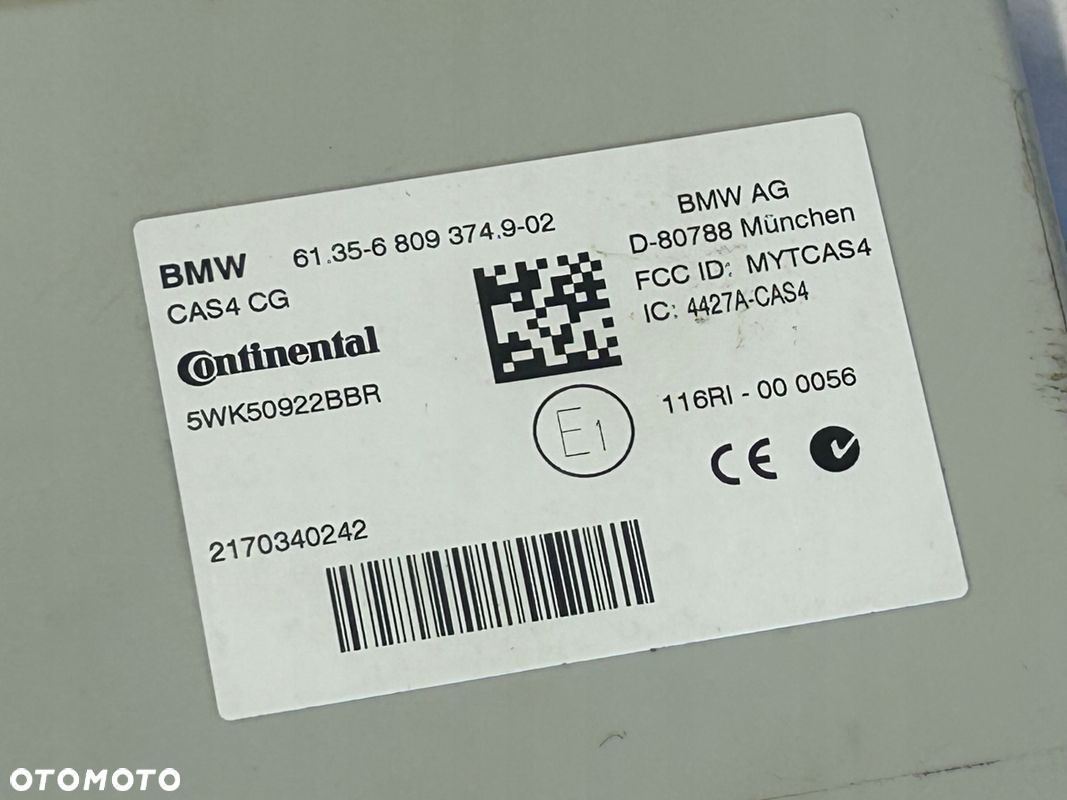 BMW 61.35-6 809 374.9-02
CAS4 CG
Continental
5WK50922BBR
BMW AG
D-80788 München
FCC ID: MYTCAS4
IC: 4427A-CAS4
E1
116RI - 00 0056
CE
2170340242
OTOMOTO